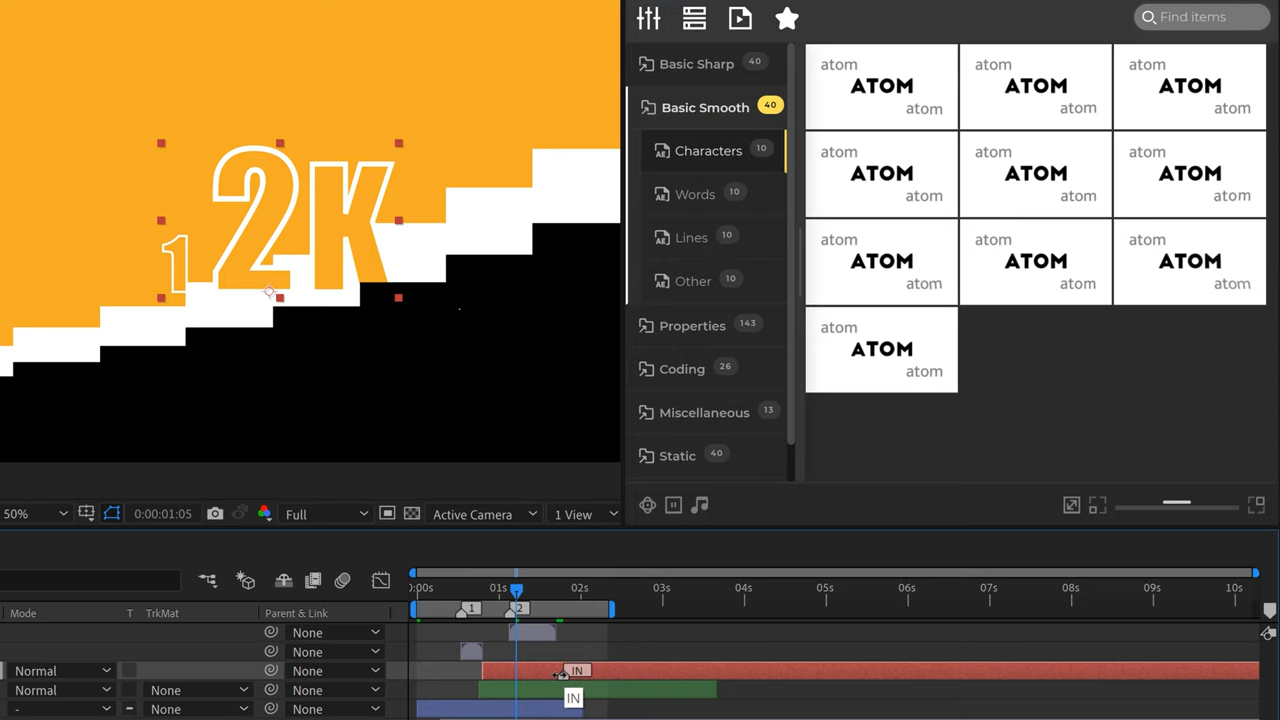 12K
Find items
Basic Sharp 40
Basic Smooth 40
Characters 10
Words 10
Lines 10
Other 10
Properties 143
Coding 26
Miscellaneous 13
Static 40
atom atom atom
ATOM ATOM ATOM
atom atom atom
atom atom atom
ATOM ATOM ATOM
atom atom atom
atom atom atom
ATOM ATOM ATOM
atom atom atom
atom
ATOM
atom
50% 0:00:01:05 Full Active Camera 1 View
0:00s 01s 02s 03s 04s 05s 06s 07s 08s 09s 10s
Mode T TrkMat Parent & Link 1 2
None
None
Normal None IN
Normal None None
IN
- None